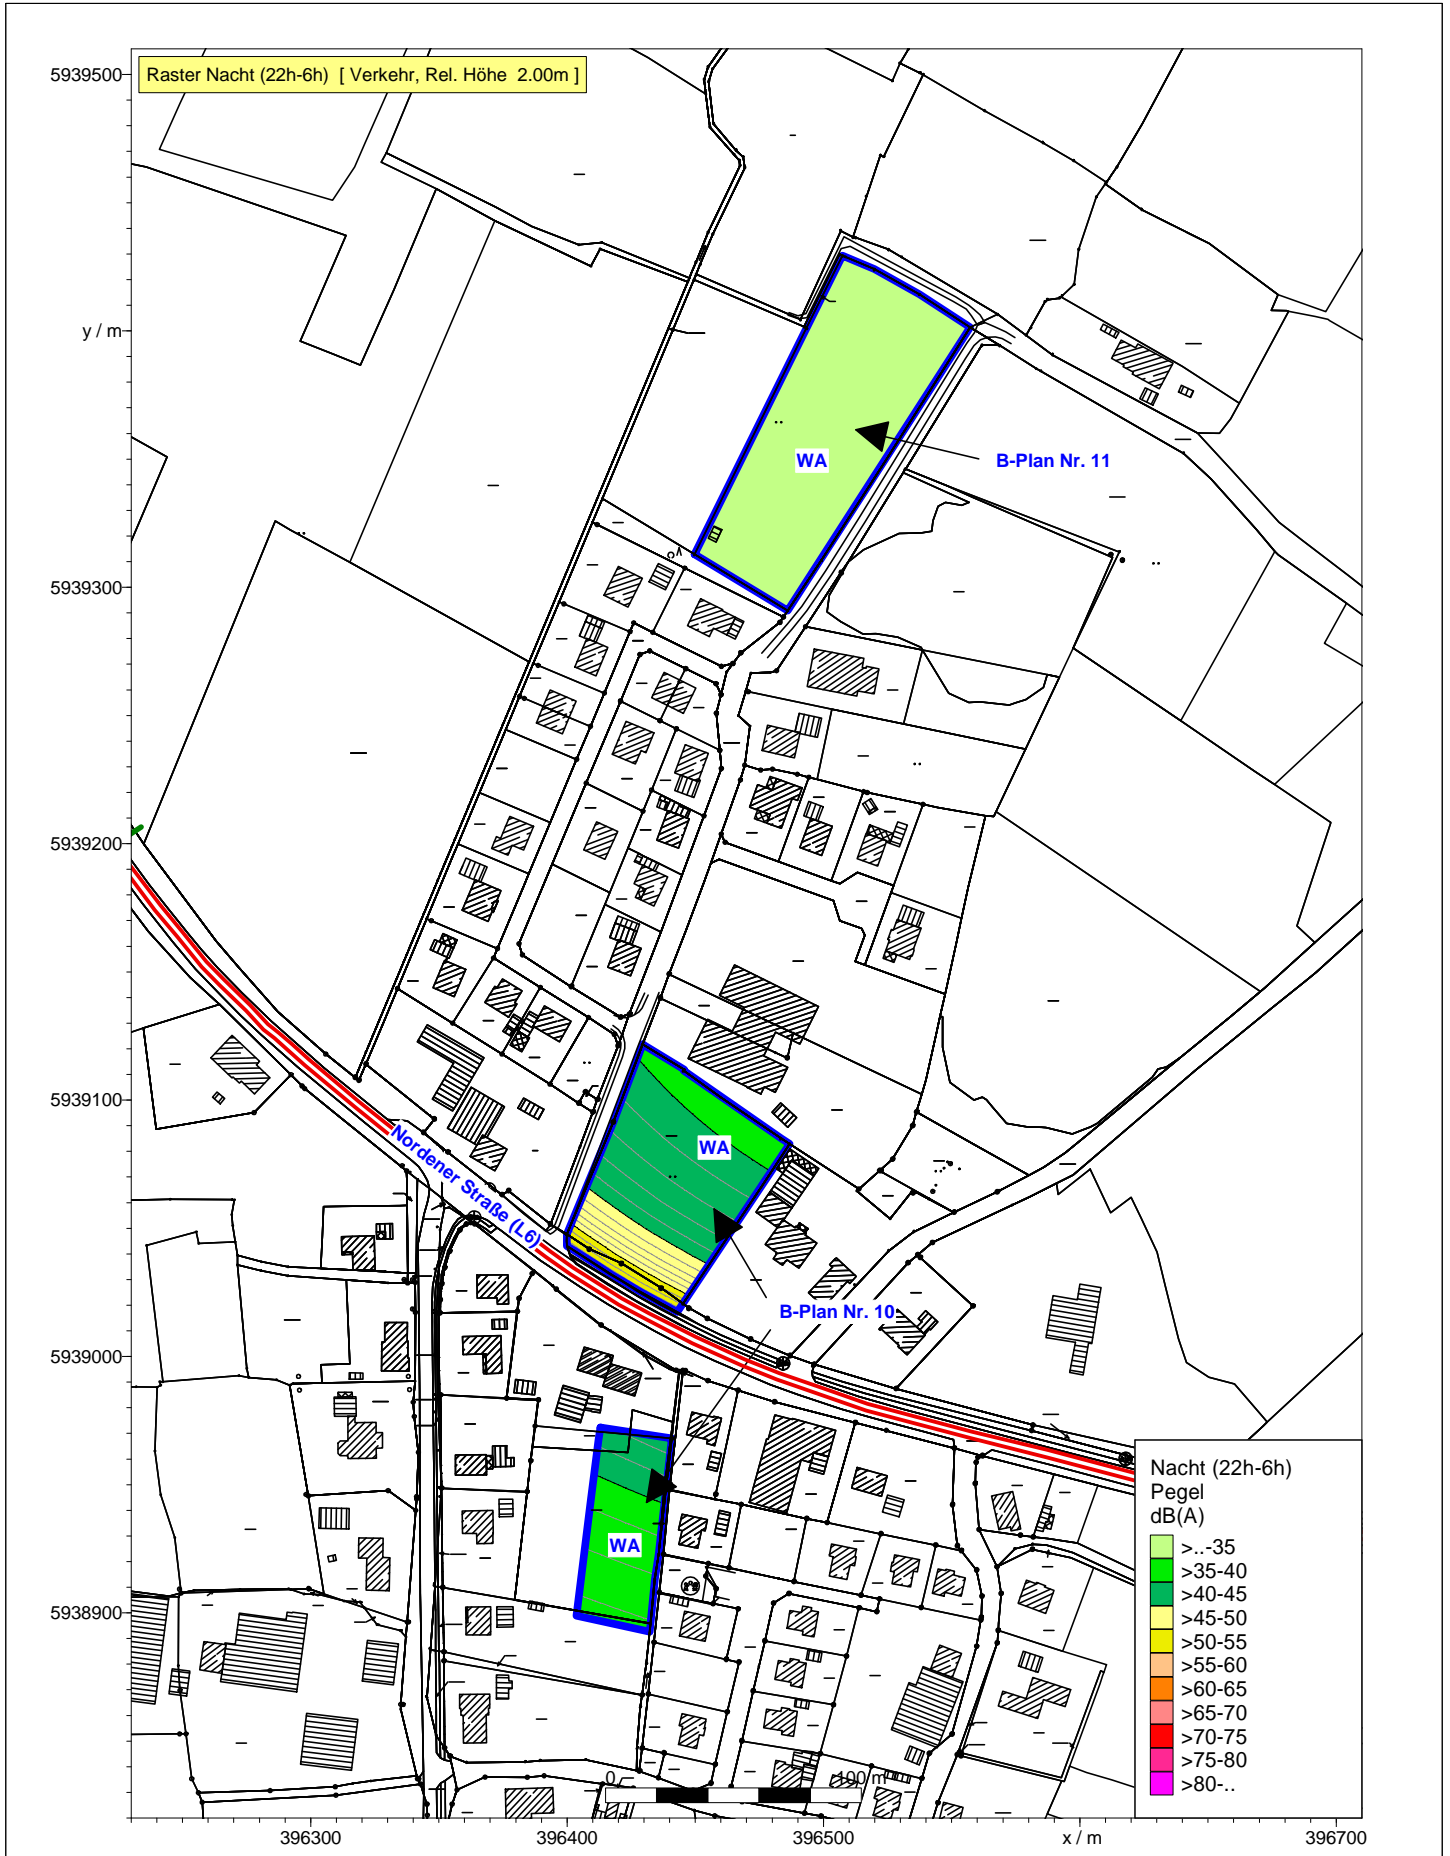 5939500
Raster Nacht (22h-6h) [ Verkehr, Rel. Höhe 2.00m ]
y / m
WA
B-Plan Nr. 11
5939300
5939200
5939100
Nordener Straße (L6)
WA
B-Plan Nr. 10
5939000
WA
5938900
0
100 m
Nacht (22h-6h)
Pegel
dB(A)
>..-35
>35-40
>40-45
>45-50
>50-55
>55-60
>60-65
>65-70
>70-75
>75-80
>80-..
396300
396400
396500
x / m
396700